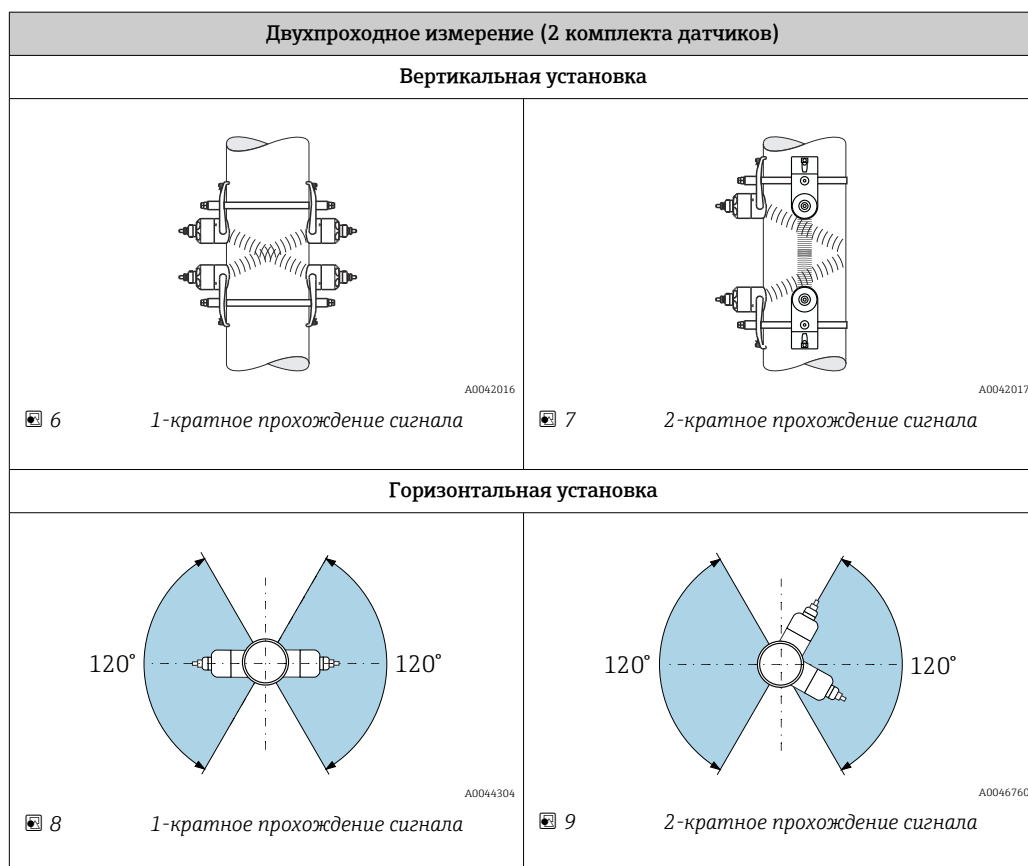 Двухпроходное измерение (2 комплекта датчиков)
Вертикальная установка
A0042016
6 1-кратное прохождение сигнала
A0042017
7 2-кратное прохождение сигнала
Горизонтальная установка
120° 120°
A0044304
8 1-кратное прохождение сигнала
120° 120°
A0046760
9 2-кратное прохождение сигнала